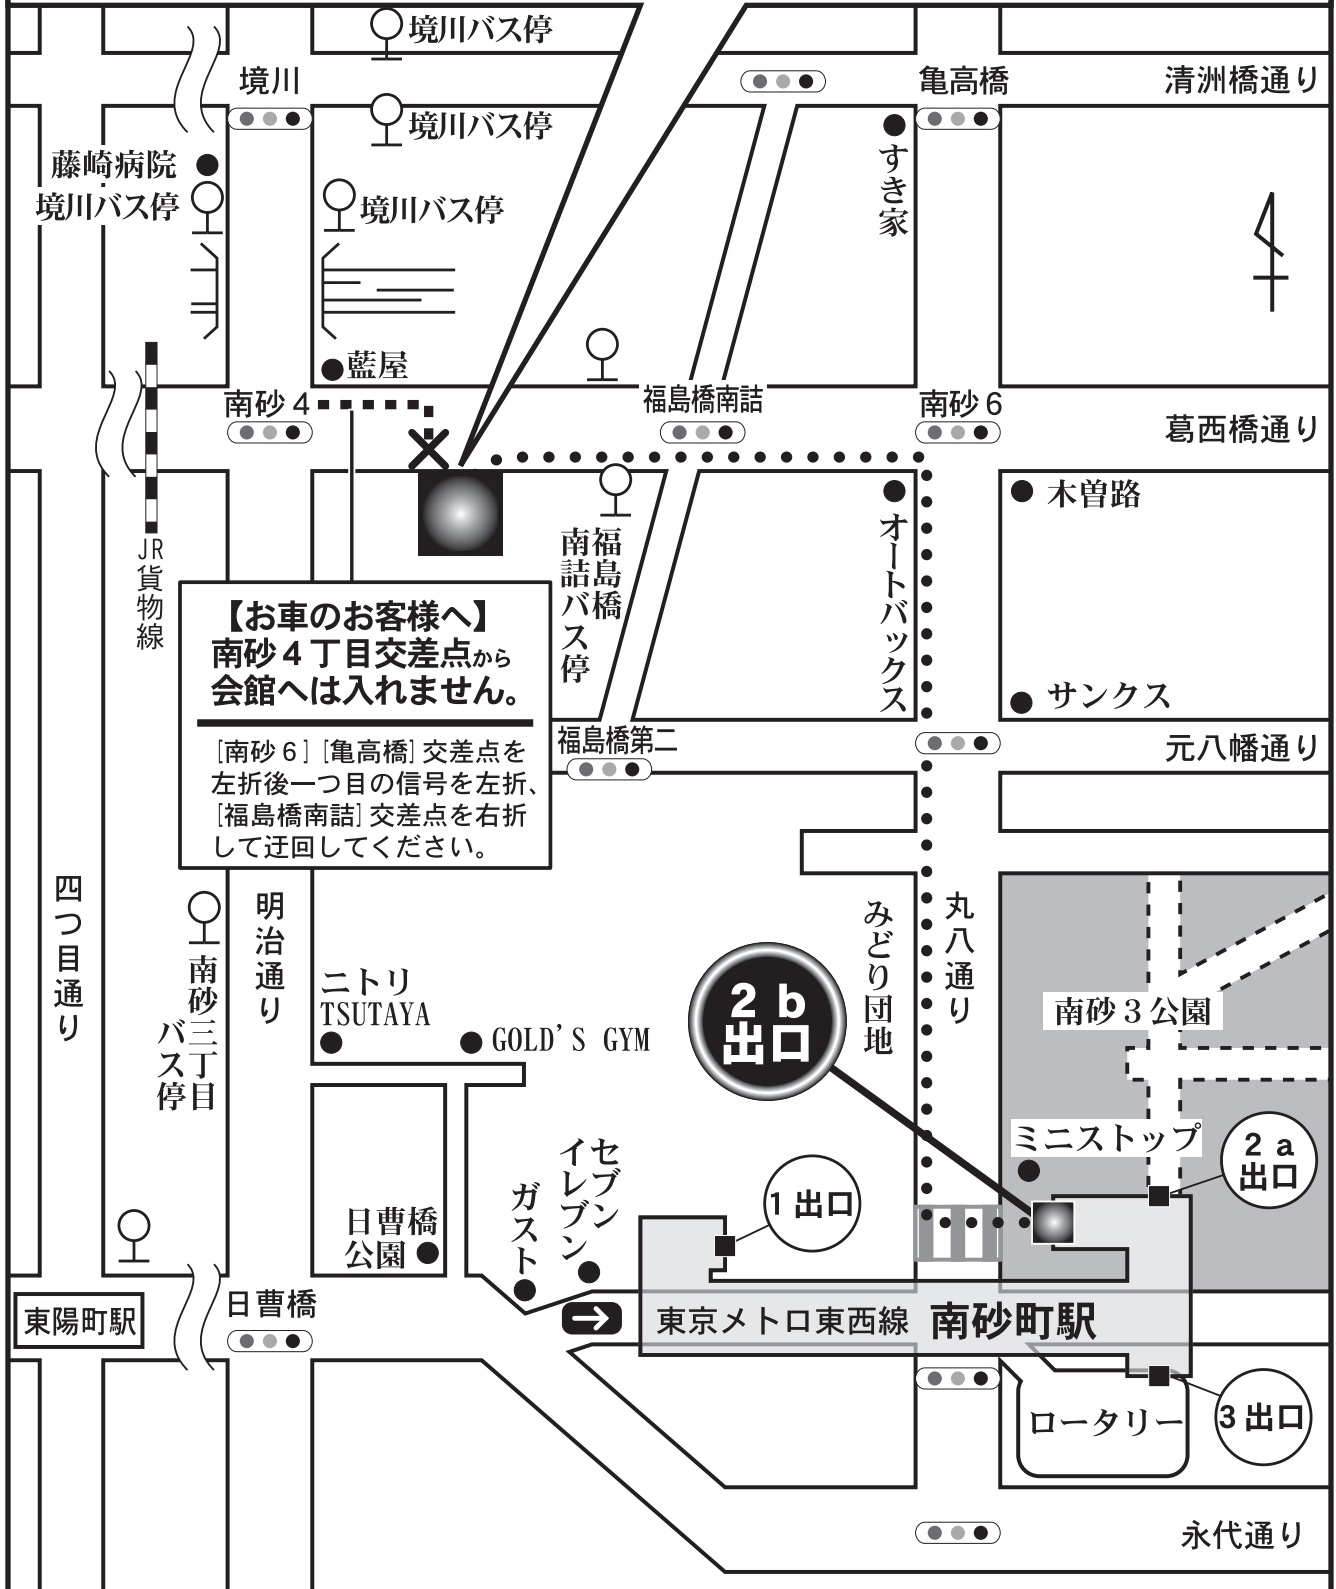 境川バス停
境川
亀高橋
清洲橋通り
境川バス停
藤崎病院
境川バス停
境川バス停
すき家
藍屋
南砂4
福島橋南詰
南砂6
葛西橋通り
木曽路
オートバックス
福島橋
南詰バス停
JR貨物線
【お車のお客様へ】
南砂4丁目交差点から
会館へは入れません。
［南砂6］［亀高橋］交差点を
左折後一つ目の信号を左折、
［福島橋南詰］交差点を右折
して迂回してください。
サンクス
福島橋第二
元八幡通り
四つ目通り
明治通り
南砂三丁目
バス停
ニトリ
TSUTAYA
GOLD'S GYM
みどり団地
丸八通り
2b
出口
南砂3公園
ミニストップ
2a
出口
セブン
イレブン
ガスト
1出口
日曹橋
公園
東陽町駅
日曹橋
→
東京メトロ東西線 南砂町駅
ロータリー
3出口
永代通り